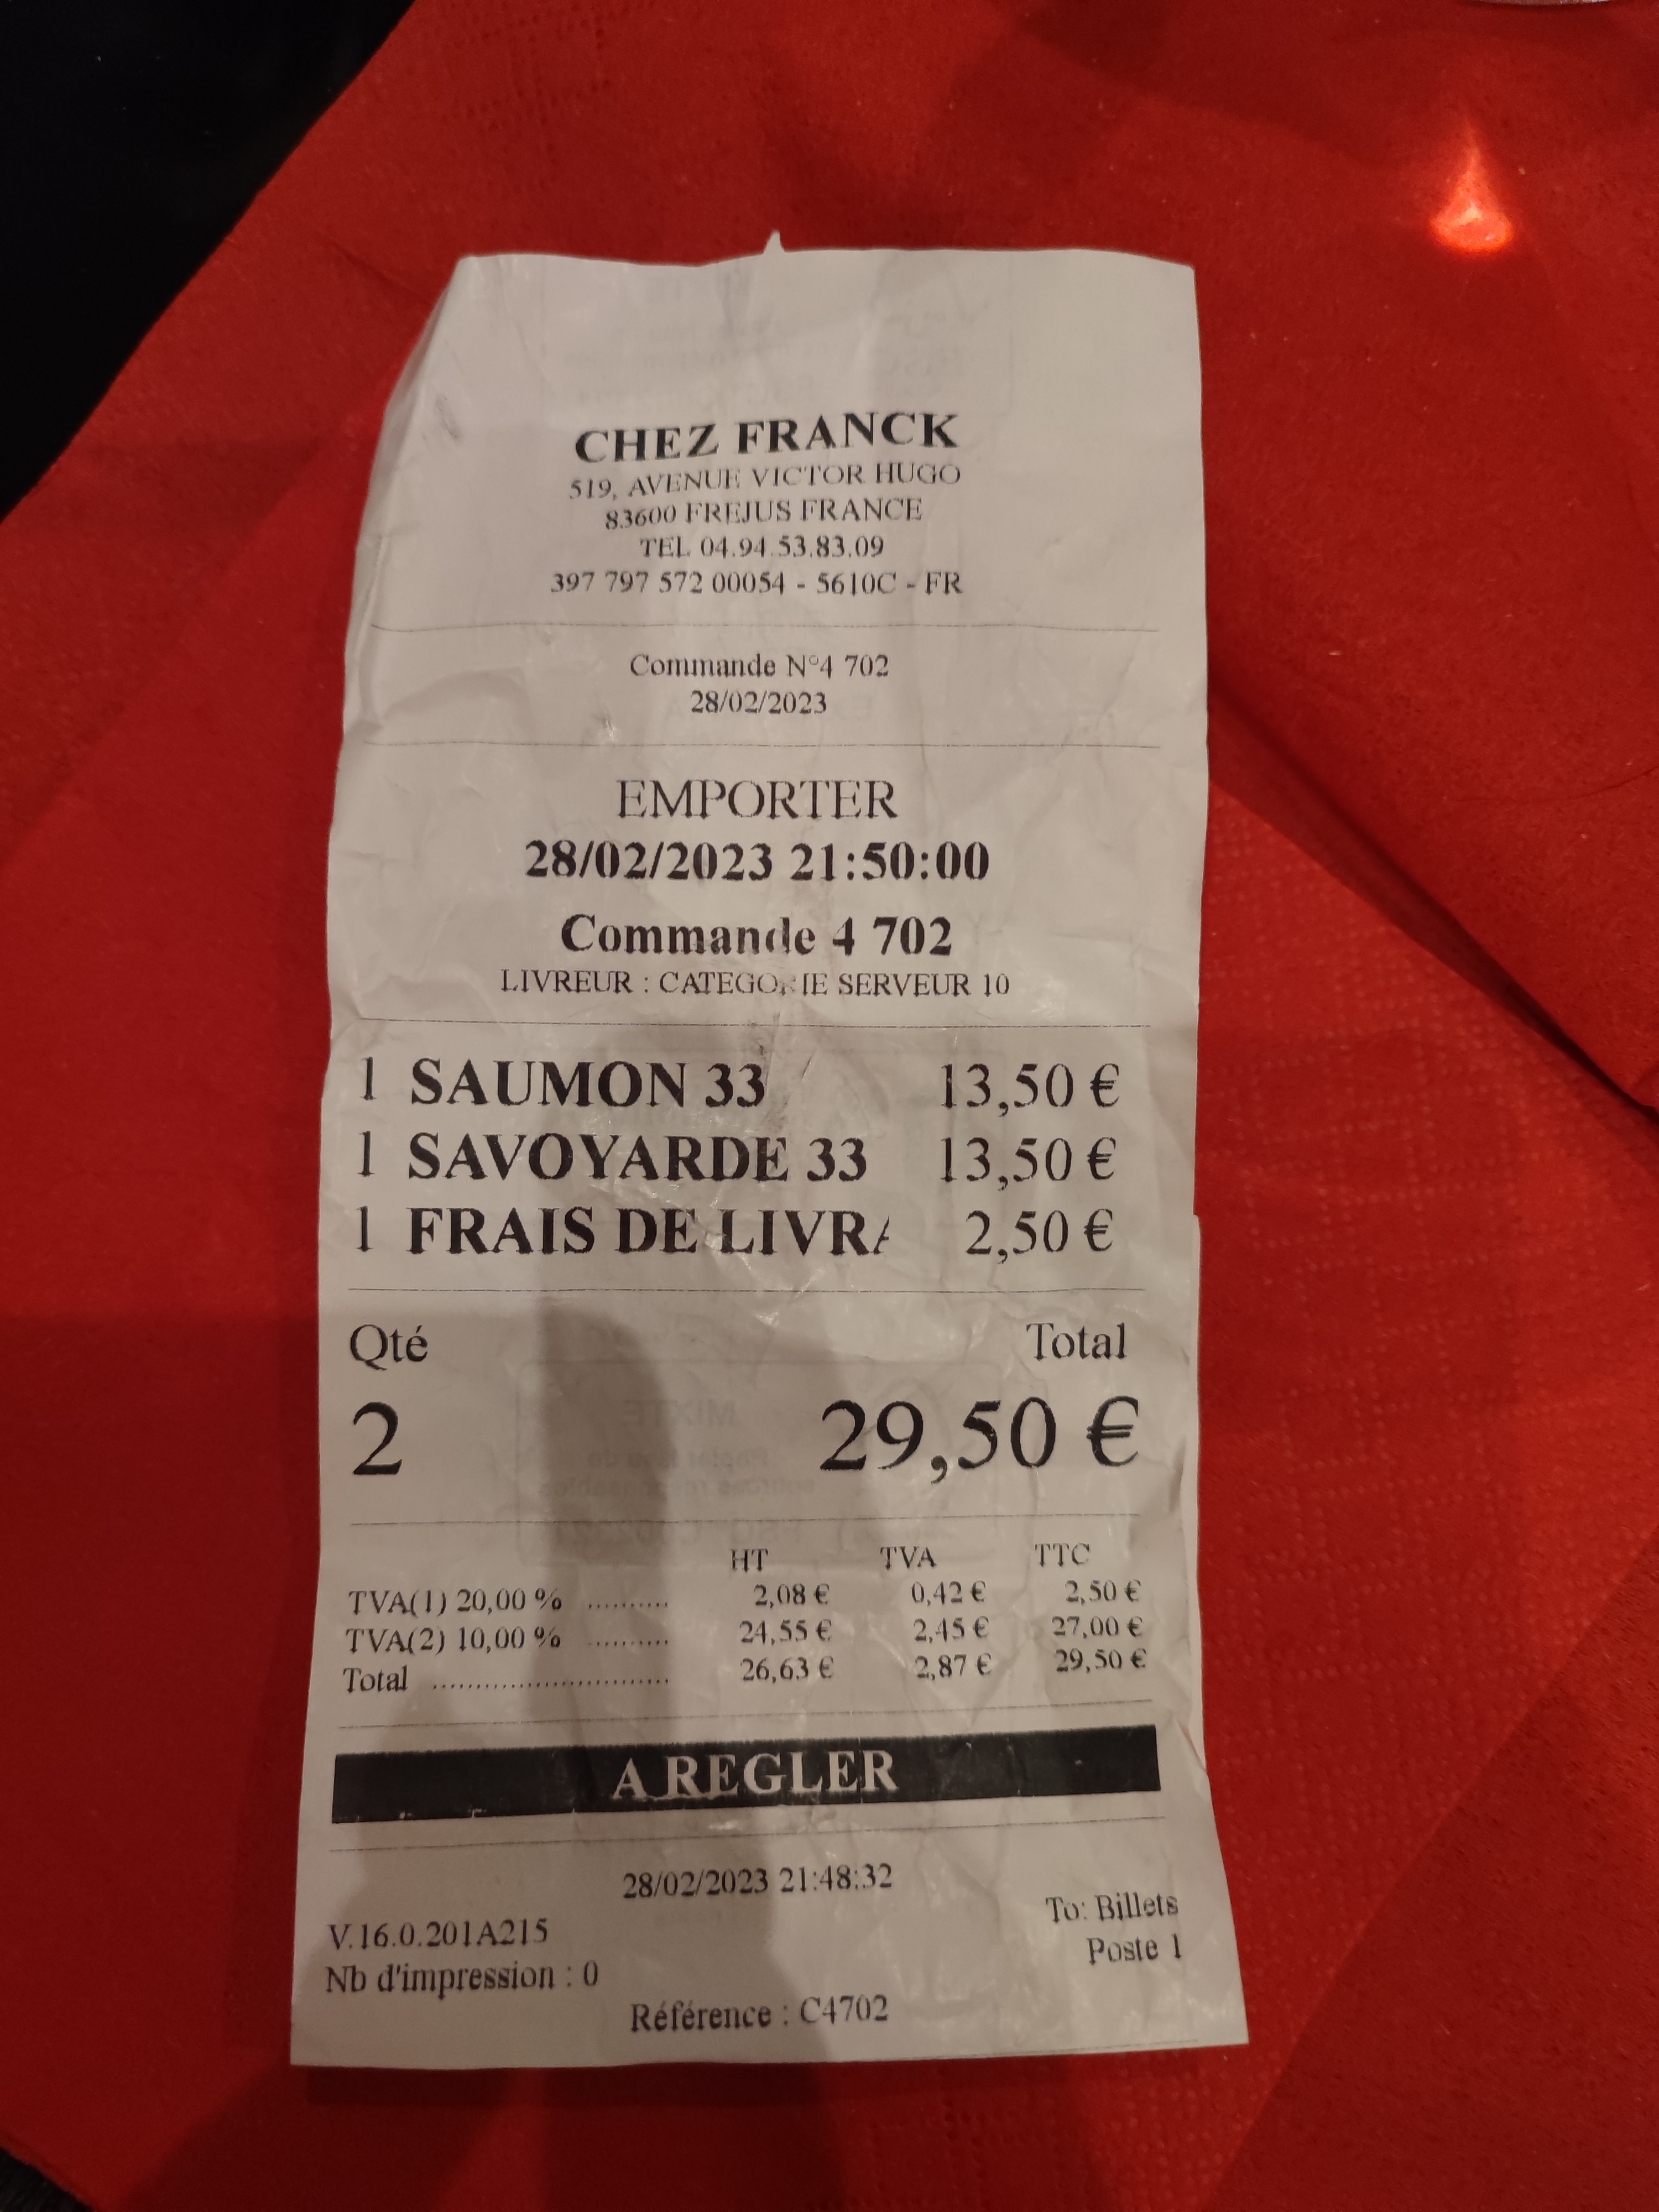 CHEZ FRANCK
519, AVENUE VICTOR HUGO
83600 FREJUS FRANCE
TEL 04.94.53.83.09
397 797 572 00054 - 5610C - FR
Commande N°4 702
28/02/2023
EMPORTER
28/02/2023 21:50:00
Commande 4 702
LIVREUR : CATEGORIE SERVEUR 10
1 SAUMON 33 13,50 €
1 SAVOYARDE 33 13,50 €
1 FRAIS DE LIVRA 2,50 €
Qté Total
2 29,50 €
HT TVA TTC
TVA(1) 20,00 % .......... 2,08 € 0,42 € 2,50 €
TVA(2) 10,00 % .......... 24,55 € 2,45 € 27,00 €
Total ............................. 26,63 € 2,87 € 29,50 €
A REGLER
28/02/2023 21:48:32
V.16.0.201A215 To: Billets
Nb d'impression : 0 Poste 1
Référence : C4702